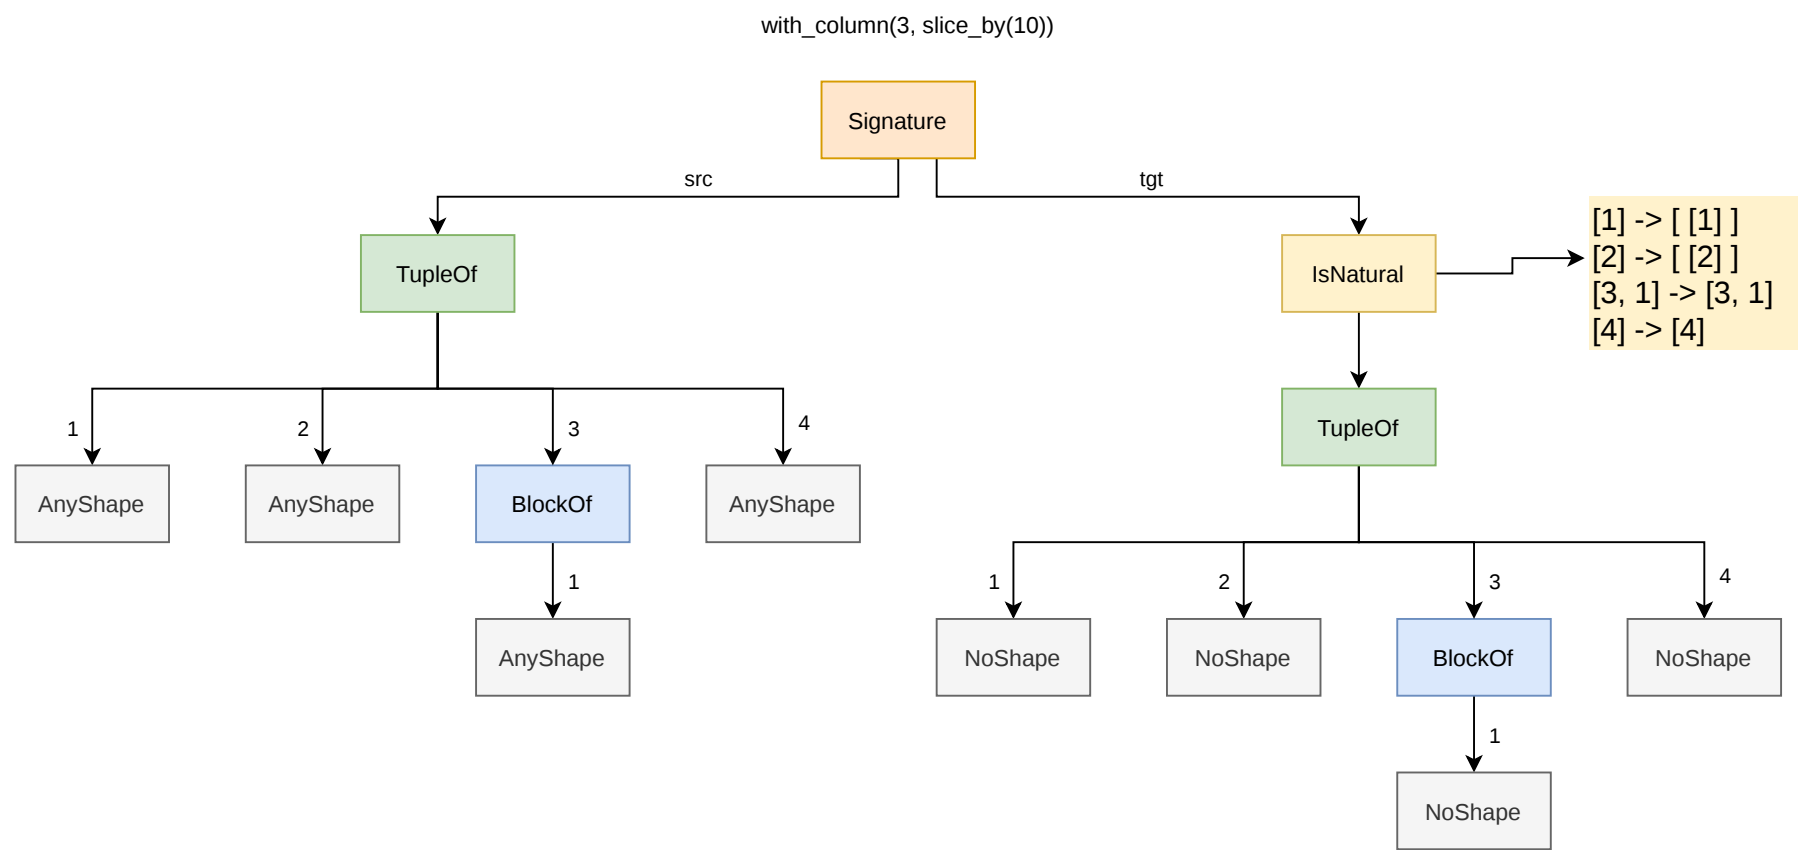 with_column(3, slice_by(10))
Signature
src
tgt
TupleOf
IsNatural
[1] -> [ [1] ]
[2] -> [ [2] ]
[3, 1] -> [3, 1]
[4] -> [4]
1
2
3
4
TupleOf
AnyShape
AnyShape
BlockOf
AnyShape
1
1
2
3
4
AnyShape
NoShape
NoShape
BlockOf
NoShape
1
NoShape